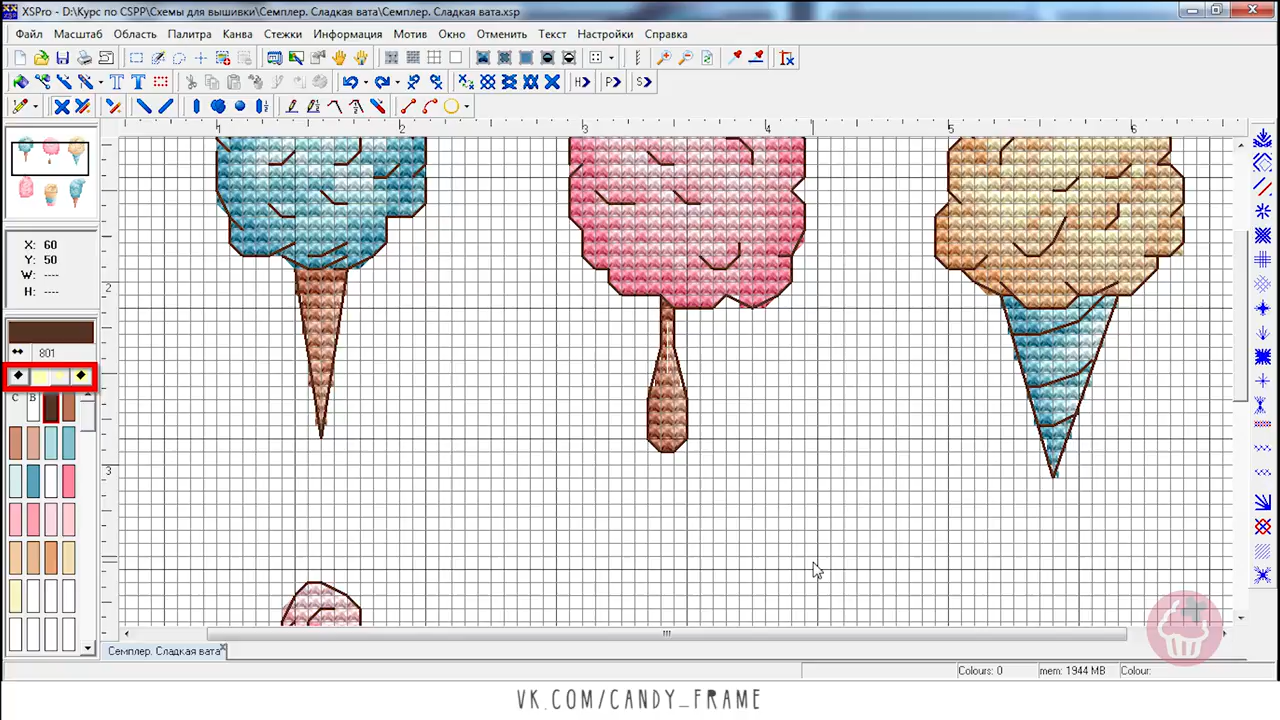 XSPro - D:\Курс по CSPP\Схемы для вышивки\Семплер. Сладкая вата\Семплер. Сладкая вата.xsp
Файл Масштаб Область Палитра Канва Стежки Информация Мотив Окно Отменить Текст Настройки Справка
H> P> S>
1 2 3 4 5 6
X: 60
Y: 50
W: ----
H: ----
2
801
C B
3
Семплер. Сладкая вата
Colours: 0 mem: 1944 MB Colour:
VK.COM/CANDY_FRAME